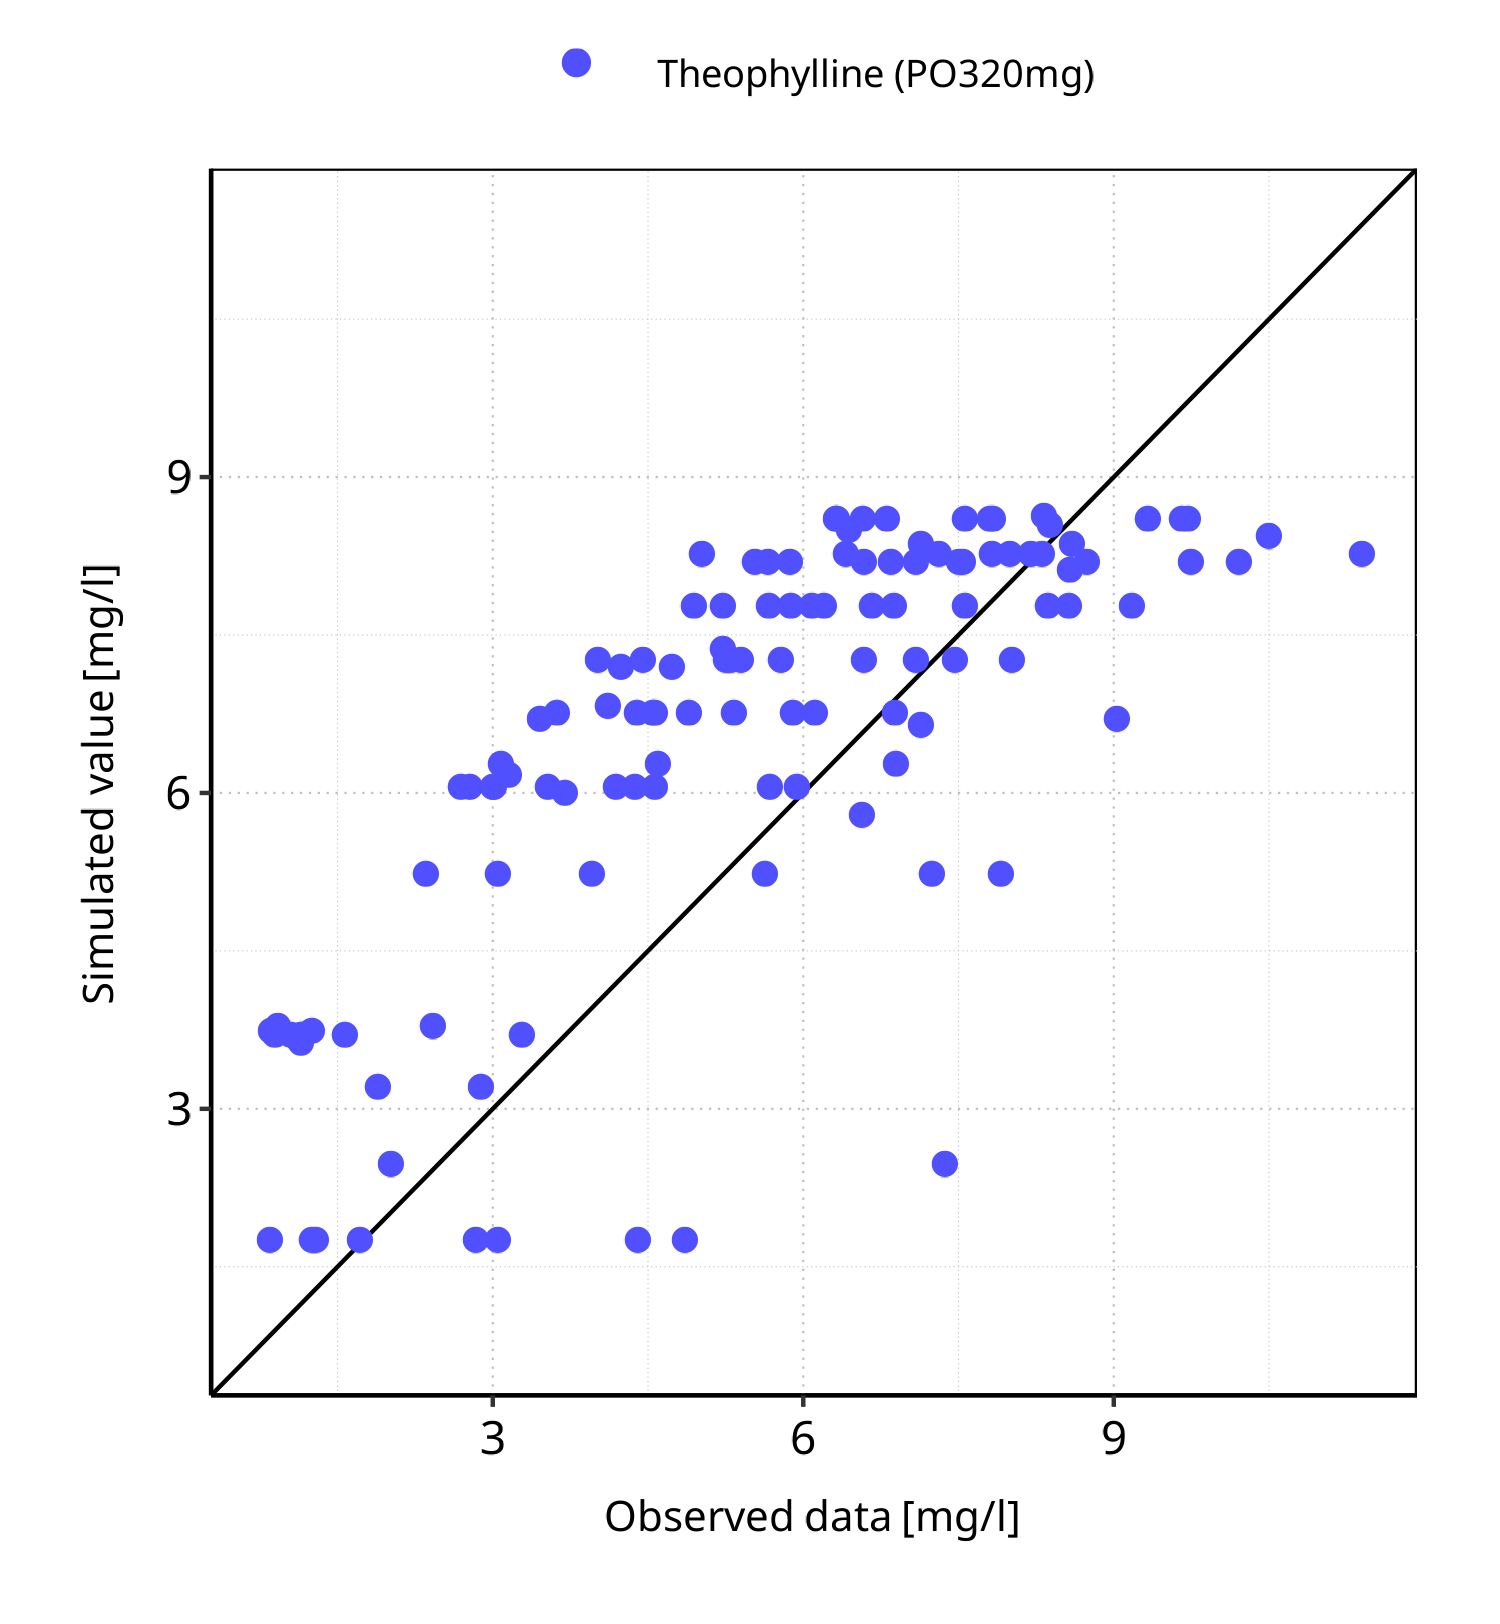 Theophylline (PO320mg)
9
6
3
Simulated value [mg/l]
3
6
9
Observed data [mg/l]